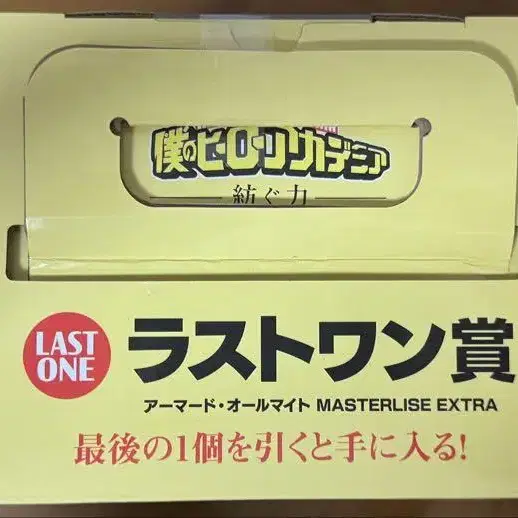 僕のヒーローアカデミア
紡ぐ力
LAST ONE
ラストワン賞
アーマード・オールマイト MASTERLISE EXTRA
最後の1個を引くと手に入る!